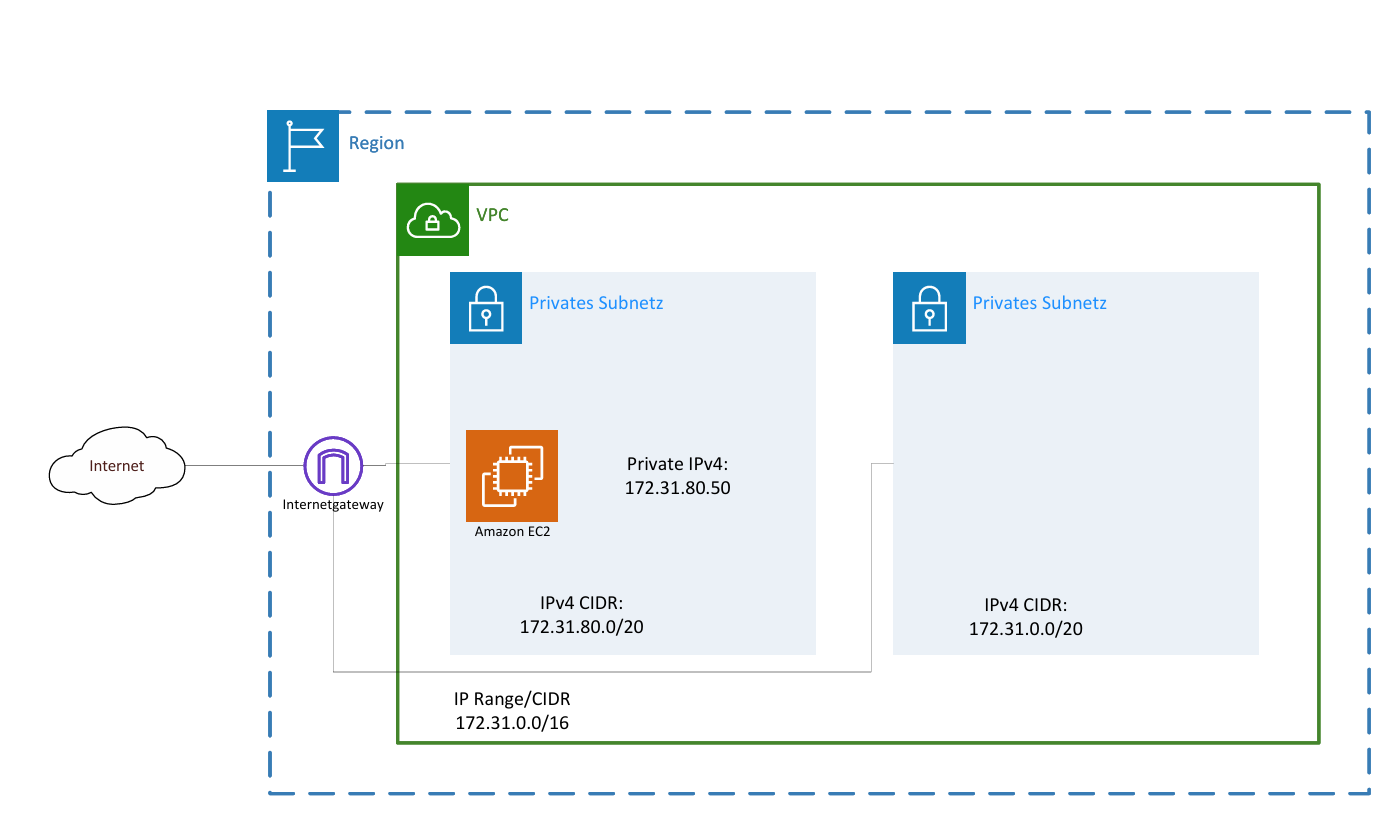 Region
VPC
Privates Subnetz
Privates Subnetz
Internet
Internetgateway
Private IPv4:
172.31.80.50
Amazon EC2
IPv4 CIDR:
172.31.80.0/20
IPv4 CIDR:
172.31.0.0/20
IP Range/CIDR
172.31.0.0/16